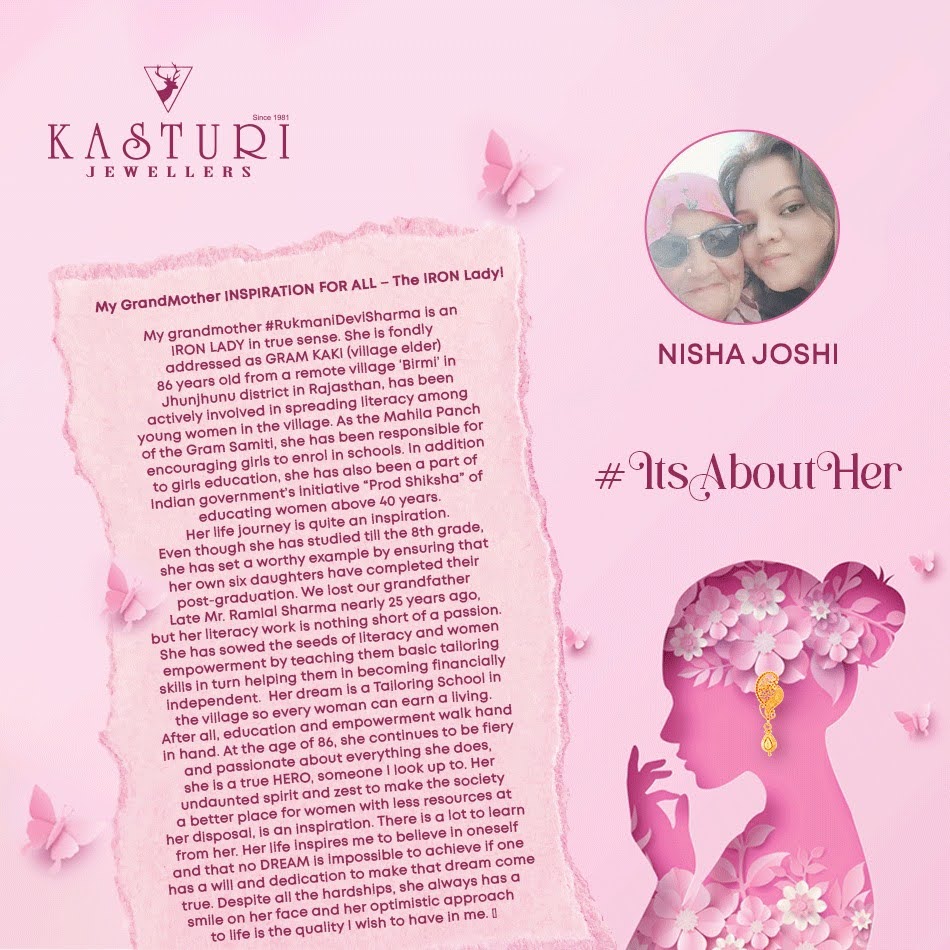 Since 1981
KASTURI
JEWELLERS
My GrandMother INSPIRATION FOR ALL – The IRON Lady!
My grandmother #RukmaniDeviSharma is an
IRON LADY in true sense. She is fondly
addressed as GRAM KAKI (village elder)
86 years old from a remote village 'Birmi' in
Jhunjhunu district in Rajasthan, has been
actively involved in spreading literacy among
young women in the village. As the Mahila Panch
of the Gram Samiti, she has been responsible for
encouraging girls to enrol in schools. In addition
to girls education, she has also been a part of
Indian government's initiative “Prod Shiksha” of
educating women above 40 years.
Her life journey is quite an inspiration.
Even though she has studied till the 8th grade,
she has set a worthy example by ensuring that
her own six daughters have completed their
post-graduation. We lost our grandfather
Late Mr. Ramlal Sharma nearly 25 years ago,
but her literacy work is nothing short of a passion.
She has sowed the seeds of literacy and women
empowerment by teaching them basic tailoring
skills in turn helping them in becoming financially
independent. Her dream is a Tailoring School in
the village so every woman can earn a living.
After all, education and empowerment walk hand
in hand. At the age of 86, she continues to be fiery
and passionate about everything she does,
she is a true HERO, someone I look up to. Her
undaunted spirit and zest to make the society
a better place for women with less resources at
her disposal, is an inspiration. There is a lot to learn
from her. Her life inspires me to believe in oneself
and that no DREAM is impossible to achieve if one
has a will and dedication to make that dream come
true. Despite all the hardships, she always has a
smile on her face and her optimistic approach
to life is the quality I wish to have in me.
NISHA JOSHI
#ItsAboutHer